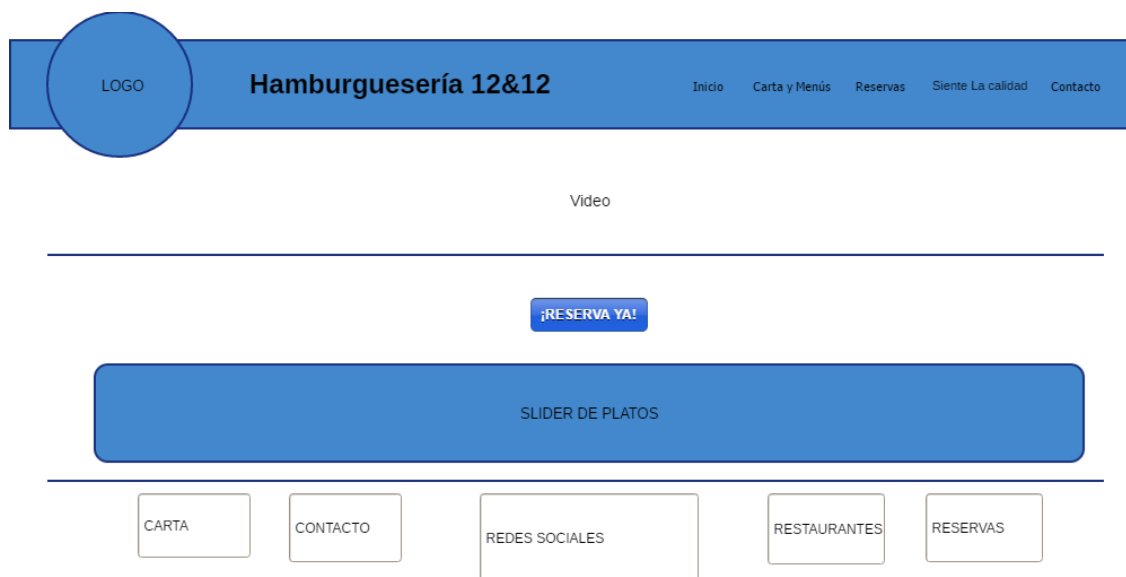 LOGO
Hamburguesería 12&12
Inicio
Carta y Menús
Reservas
Siente La calidad
Contacto
Video
¡RESERVA YA!
SLIDER DE PLATOS
CARTA
CONTACTO
REDES SOCIALES
RESTAURANTES
RESERVAS